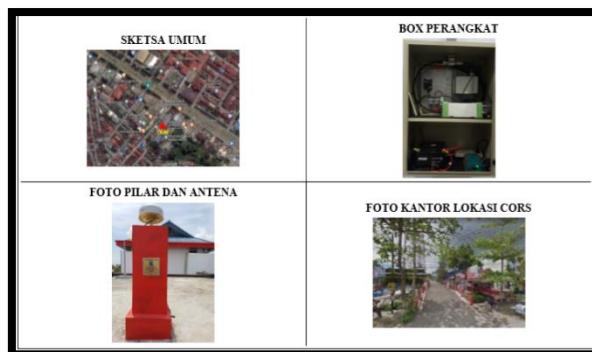 SKETSA UMUM
BOX PERANGKAT
FOTO PILAR DAN ANTENA
FOTO KANTOR LOKASI CORS